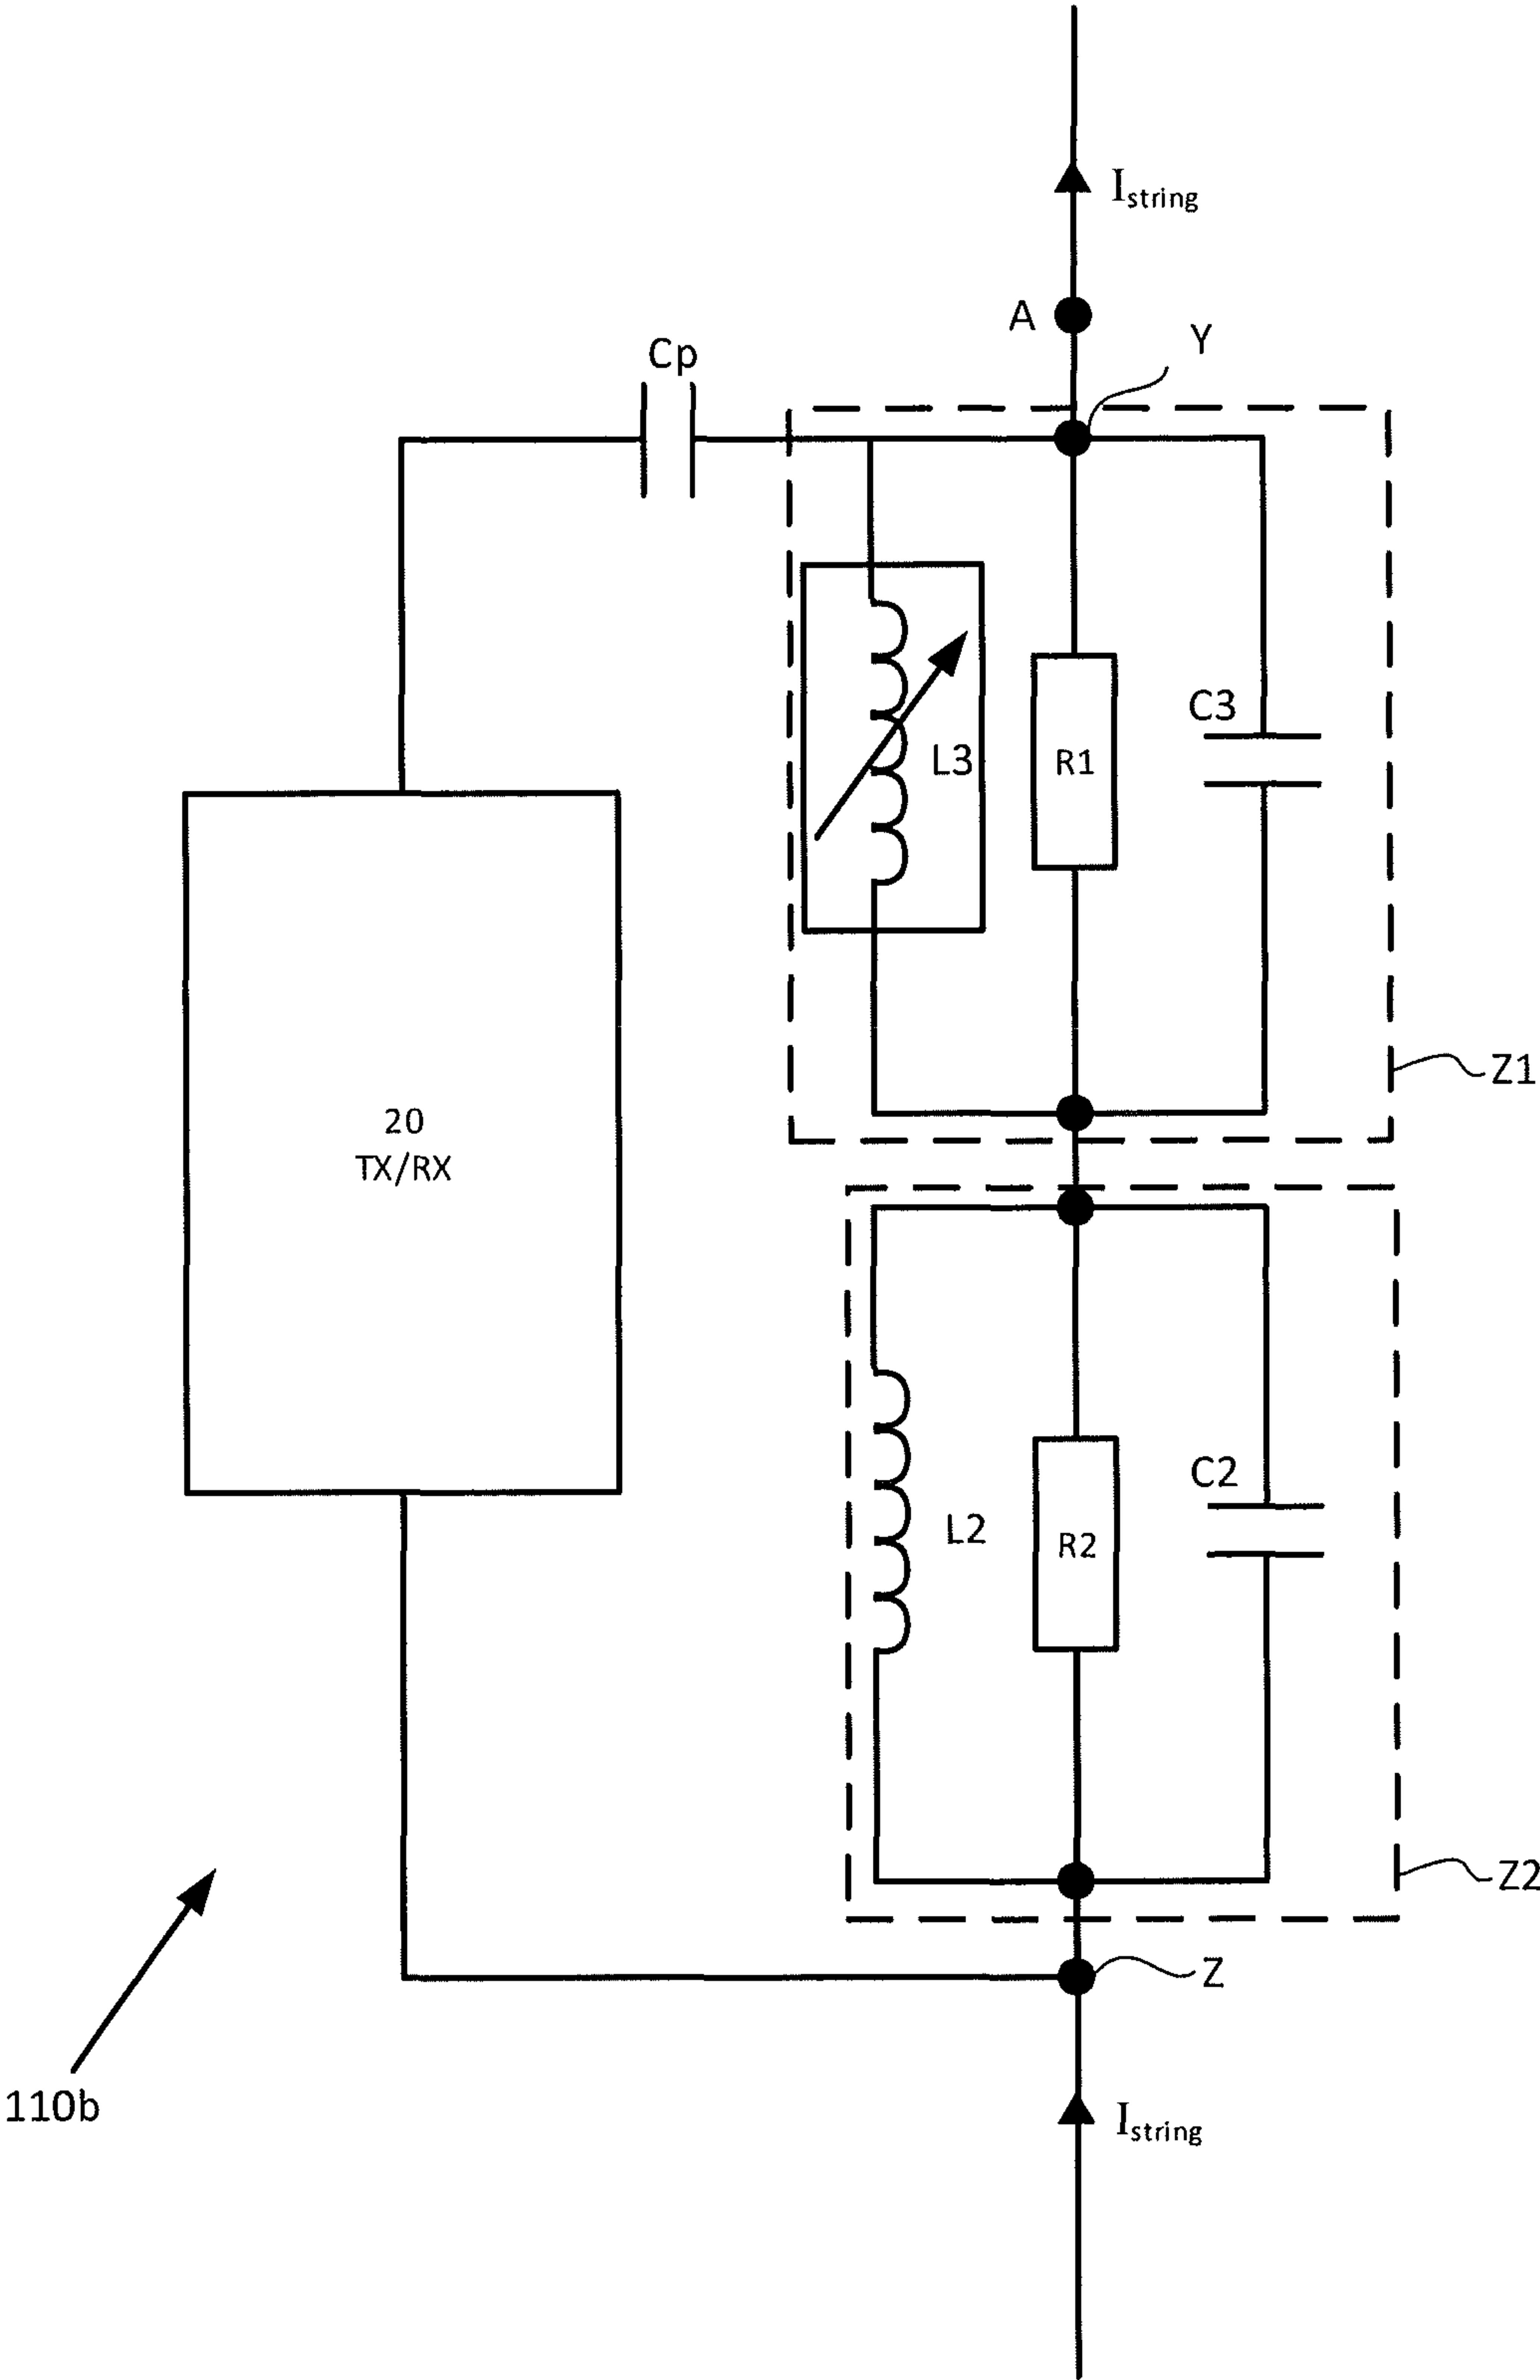 Istring
A
Y
Cp
L3
R1
C3
Z1
20
TX/RX
L2
R2
C2
Z2
Z
110b
Istring